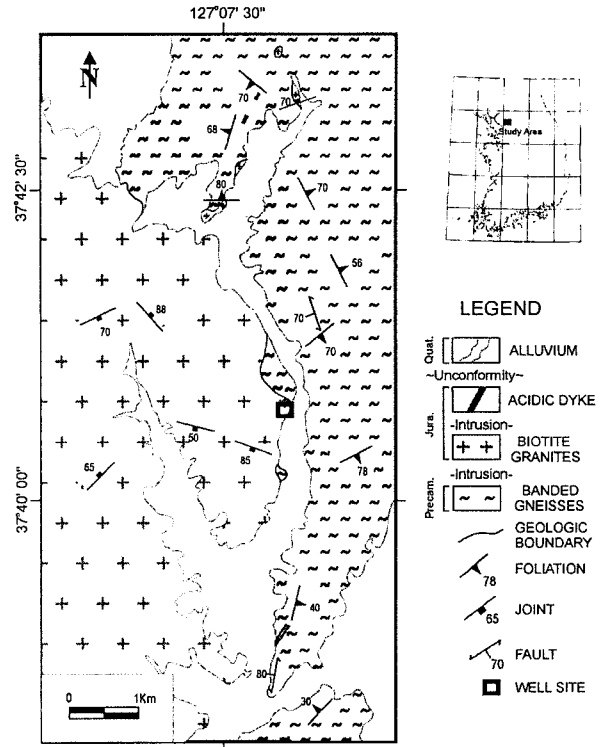 127°07' 30"
N
70
70
68
80
37°42' 30"
70
56
70
88
70
70
50
85
65
78
37°40' 00"
40
80
30
0 1Km
Study Area
LEGEND
Quat.
ALLUVIUM
~Unconformity~
Jura.
ACIDIC DYKE
-Intrusion-
BIOTITE
GRANITES
-Intrusion-
Precam.
BANDED
GNEISSES
GEOLOGIC
BOUNDARY
78
FOLIATION
65
JOINT
70
FAULT
WELL SITE